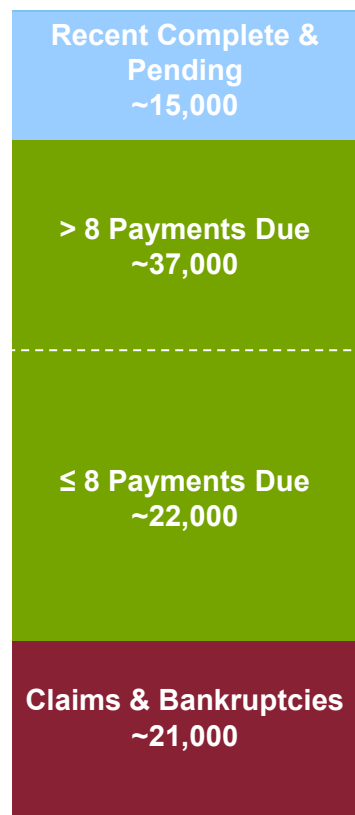 Recent Complete &
Pending
~15,000
> 8 Payments Due
~37,000
≤ 8 Payments Due
~22,000
Claims & Bankruptcies
~21,000